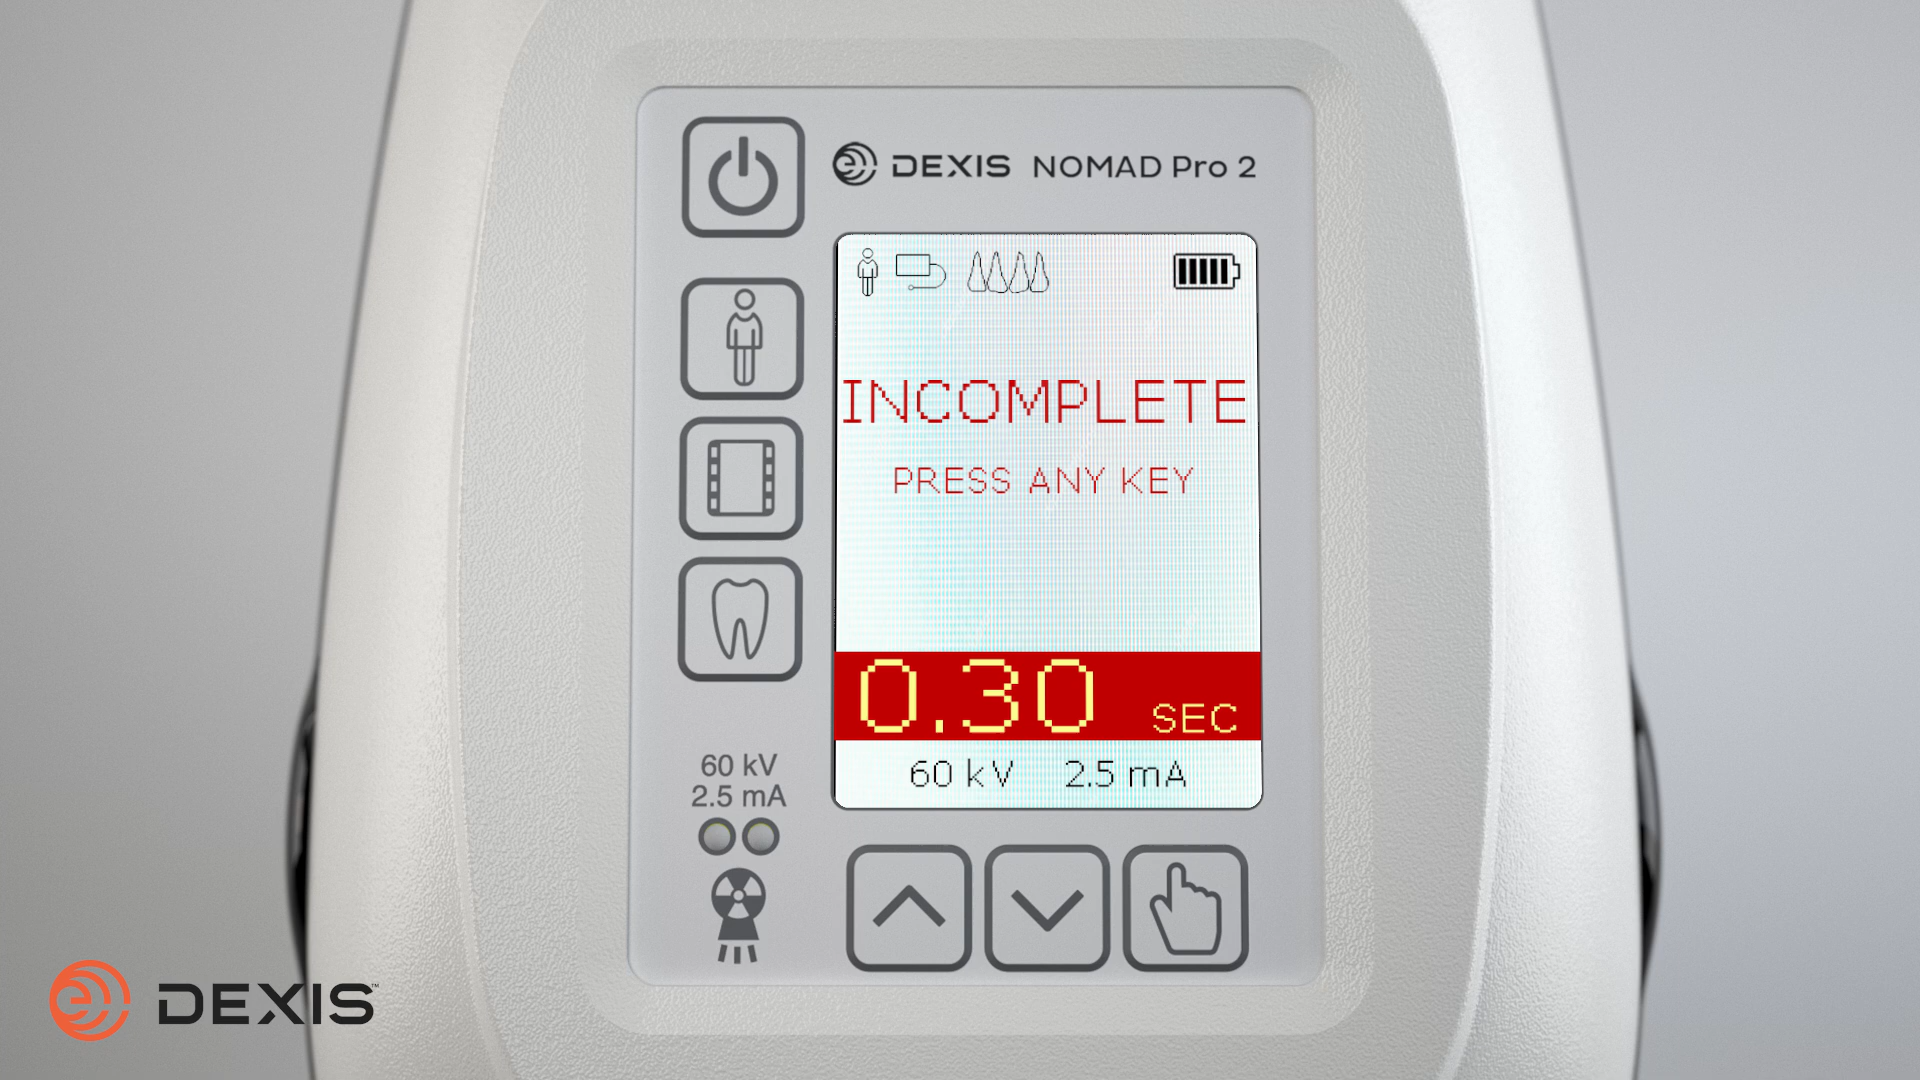 DEXIS NOMAD Pro 2
INCOMPLETE
PRESS ANY KEY
0.30 SEC
60 kV 2.5 mA
60 kV
2.5 mA
DEXIS™